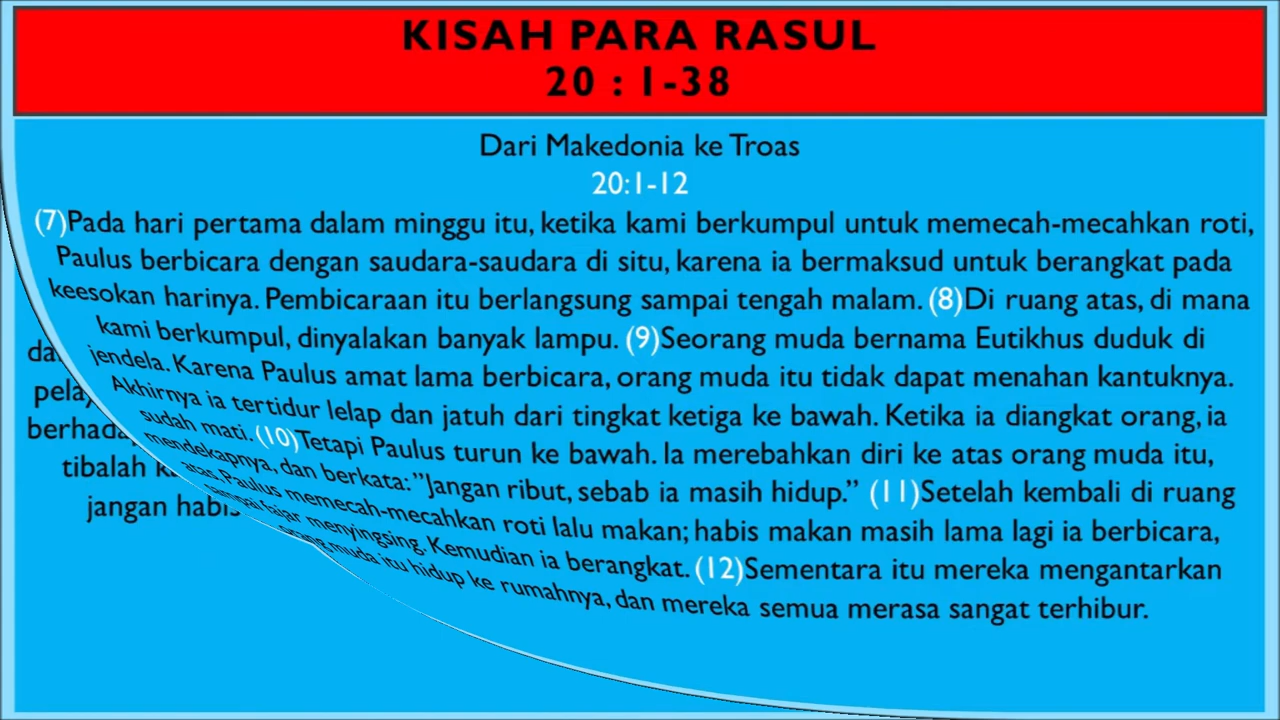 KISAH PARA RASUL
20 : 1-38
Dari Makedonia ke Troas
20:1-12
(7)Pada hari pertama dalam minggu itu, ketika kami berkumpul untuk memecah-mecahkan roti,
Paulus berbicara dengan saudara-saudara di situ, karena ia bermaksud untuk berangkat pada
keesokan harinya. Pembicaraan itu berlangsung sampai tengah malam. (8)Di ruang atas, di mana
kami berkumpul, dinyalakan banyak lampu. (9)Seorang muda bernama Eutikhus duduk di
jendela. Karena Paulus amat lama berbicara, orang muda itu tidak dapat menahan kantuknya.
Akhirnya ia tertidur lelap dan jatuh dari tingkat ketiga ke bawah. Ketika ia diangkat orang, ia
sudah mati. (10)Tetapi Paulus turun ke bawah. Ia merebahkan diri ke atas orang muda itu,
mendekapnya, dan berkata: "Jangan ribut, sebab ia masih hidup." (11)Setelah kembali di ruang
atas, Paulus memecah-mecahkan roti lalu makan; habis makan masih lama lagi ia berbicara,
sampai fajar menyingsing. Kemudian ia berangkat. (12)Sementara itu mereka mengantarkan
orang muda itu hidup ke rumahnya, dan mereka semua merasa sangat terhibur.
tibalah
jangan habis